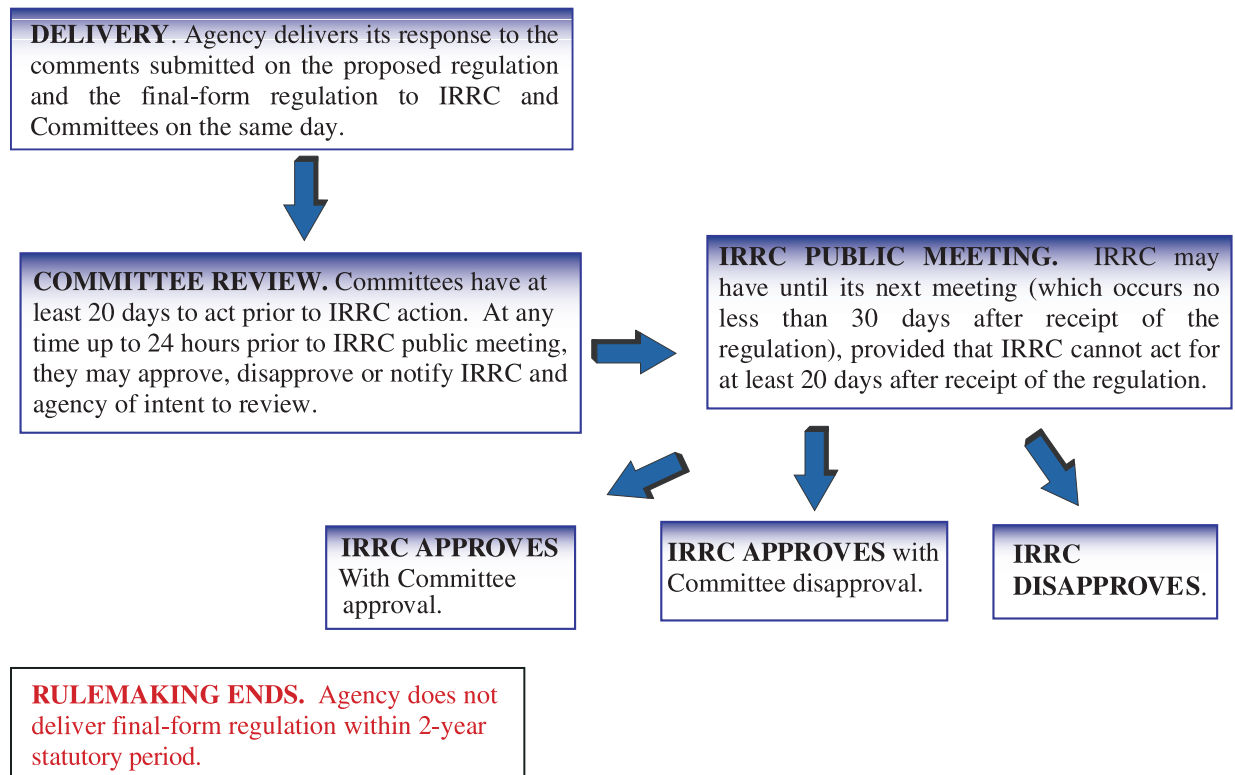 DELIVERY. Agency delivers its response to the
comments submitted on the proposed regulation
and the final-form regulation to IRRC and
Committees on the same day.
COMMITTEE REVIEW. Committees have at
least 20 days to act prior to IRRC action. At any
time up to 24 hours prior to IRRC public meeting,
they may approve, disapprove or notify IRRC and
agency of intent to review.
IRRC PUBLIC MEETING. IRRC may
have until its next meeting (which occurs no
less than 30 days after receipt of the
regulation), provided that IRRC cannot act for
at least 20 days after receipt of the regulation.
IRRC APPROVES
With Committee
approval.
IRRC APPROVES with
Committee disapproval.
IRRC
DISAPPROVES.
RULEMAKING ENDS. Agency does not
deliver final-form regulation within 2-year
statutory period.